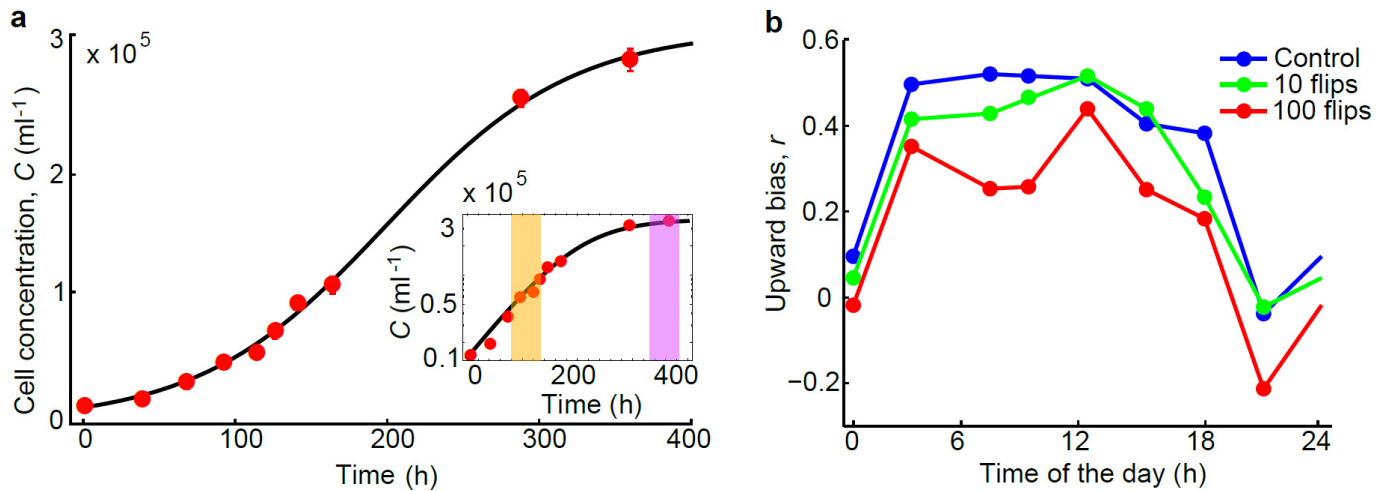 a
x 10^5
Cell concentration, C (ml^-1)
3
2
1
0
0
100
200
300
400
Time (h)
x 10^5
C (ml^-1)
3
0.5
0.1
0
200
400
Time (h)
b
Upward bias, r
0.6
0.4
0.2
0
−0.2
0
6
12
18
24
Time of the day (h)
Control
10 flips
100 flips